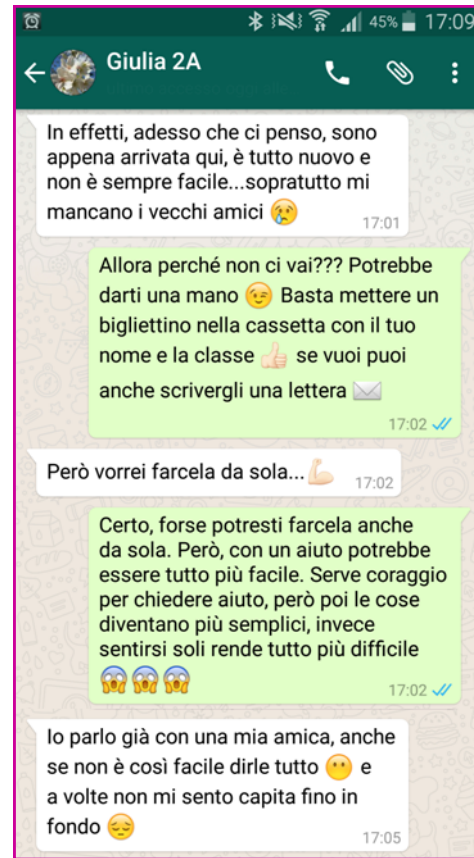 45% 17:09
Giulia 2A
In effetti, adesso che ci penso, sono
appena arrivata qui, è tutto nuovo e
non è sempre facile...sopratutto mi
mancano i vecchi amici 😢
17:01
Allora perché non ci vai??? Potrebbe
darti una mano 😉 Basta mettere un
bigliettino nella cassetta con il tuo
nome e la classe 👍🏻 se vuoi puoi
anche scrivergli una lettera ✉️
17:02
Però vorrei farcela da sola...💪🏻
17:02
Certo, forse potresti farcela anche
da sola. Però, con un aiuto potrebbe
essere tutto più facile. Serve coraggio
per chiedere aiuto, però poi le cose
diventano più semplici, invece
sentirsi soli rende tutto più difficile
😱😱😱
17:02
Io parlo già con una mia amica, anche
se non è così facile dirle tutto 😶 e
a volte non mi sento capita fino in
fondo 😔
17:05